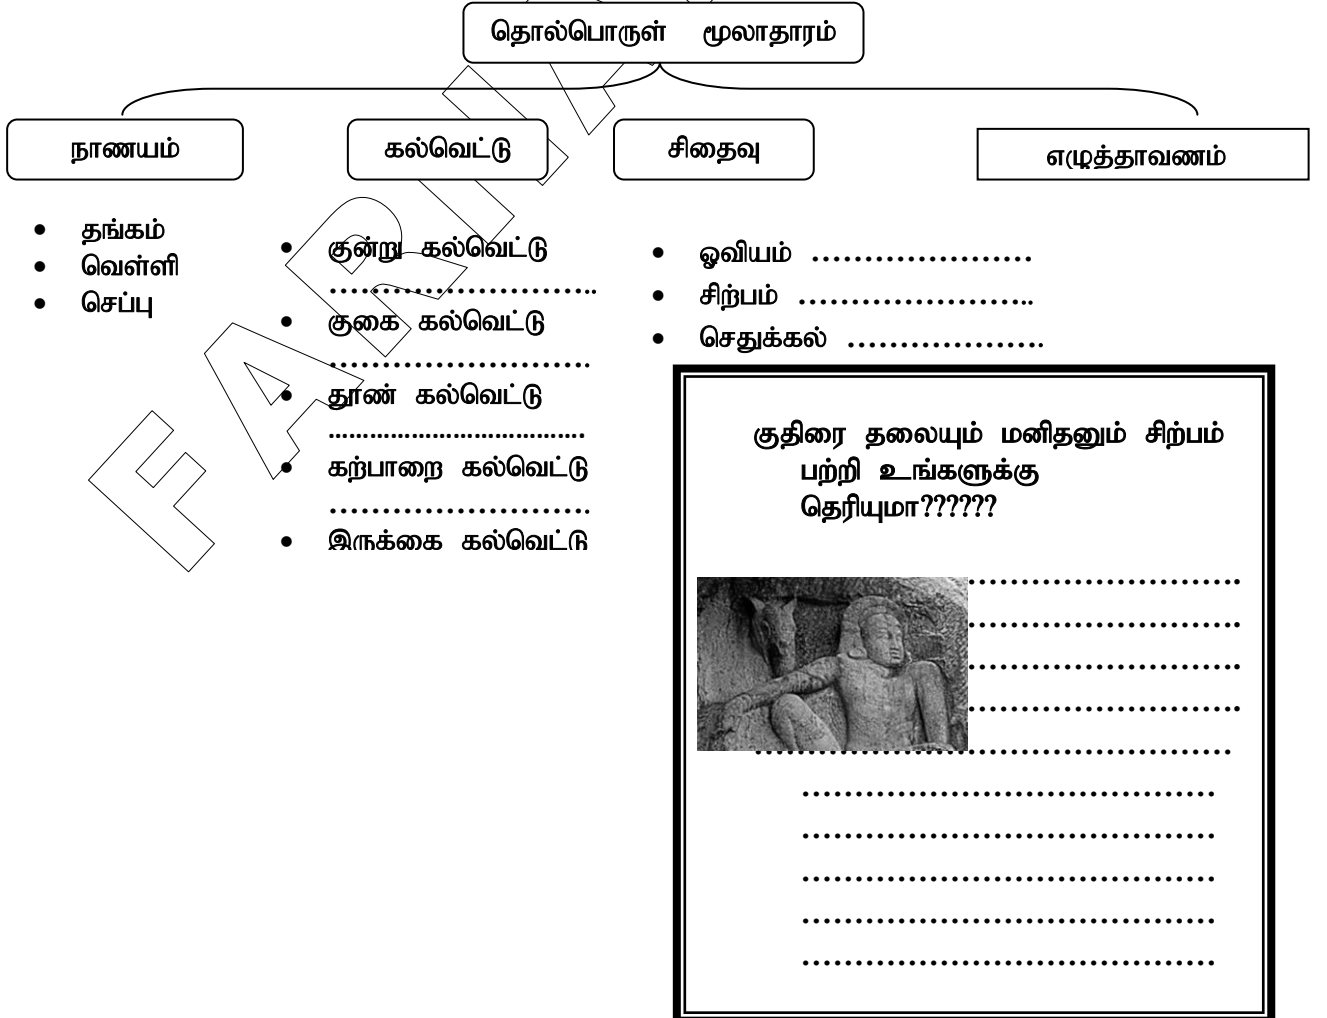 தொல்பொருள் மூலாதாரம்
நாணயம்
கல்வெட்டு
சிதைவு
எழுத்தாவணம்
• தங்கம்
• வெள்ளி
• செப்பு
• குன்று கல்வெட்டு
……………………..
• குகை கல்வெட்டு
…………………….
• தூண் கல்வெட்டு
……………………………….
• கற்பாறை கல்வெட்டு
…………………….
• இருக்கை கல்வெட்டு
• ஓவியம் …………………
• சிற்பம் …………………..
• செதுக்கல் ……………….
குதிரை தலையும் மனிதனும் சிற்பம்
பற்றி உங்களுக்கு
தெரியுமா??????
……………………..
……………………..
……………………..
……………………..
……………………………………….
…………………………………
…………………………………
…………………………………
…………………………………
…………………………………